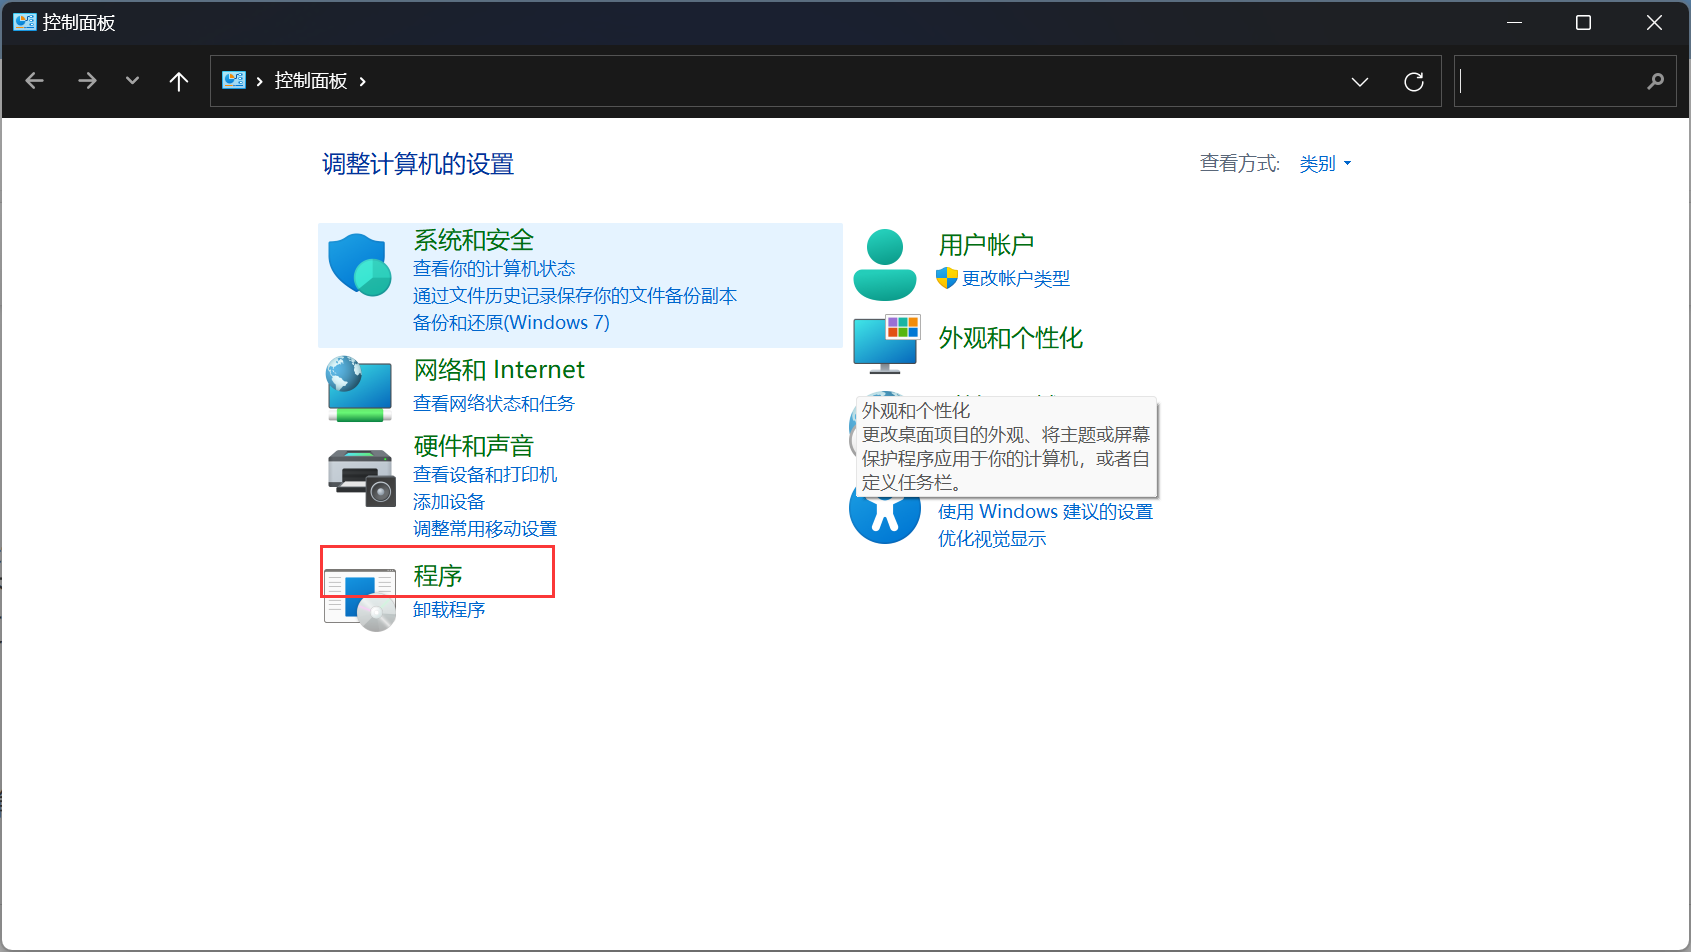 控制面板
控制面板
调整计算机的设置
查看方式: 类别
系统和安全
查看你的计算机状态
通过文件历史记录保存你的文件备份副本
备份和还原(Windows 7)
网络和 Internet
查看网络状态和任务
硬件和声音
查看设备和打印机
添加设备
调整常用移动设置
程序
卸载程序
用户帐户
更改帐户类型
外观和个性化
外观和个性化
更改桌面项目的外观、将主题或屏幕
保护程序应用于你的计算机，或者自
定义任务栏。
使用 Windows 建议的设置
优化视觉显示